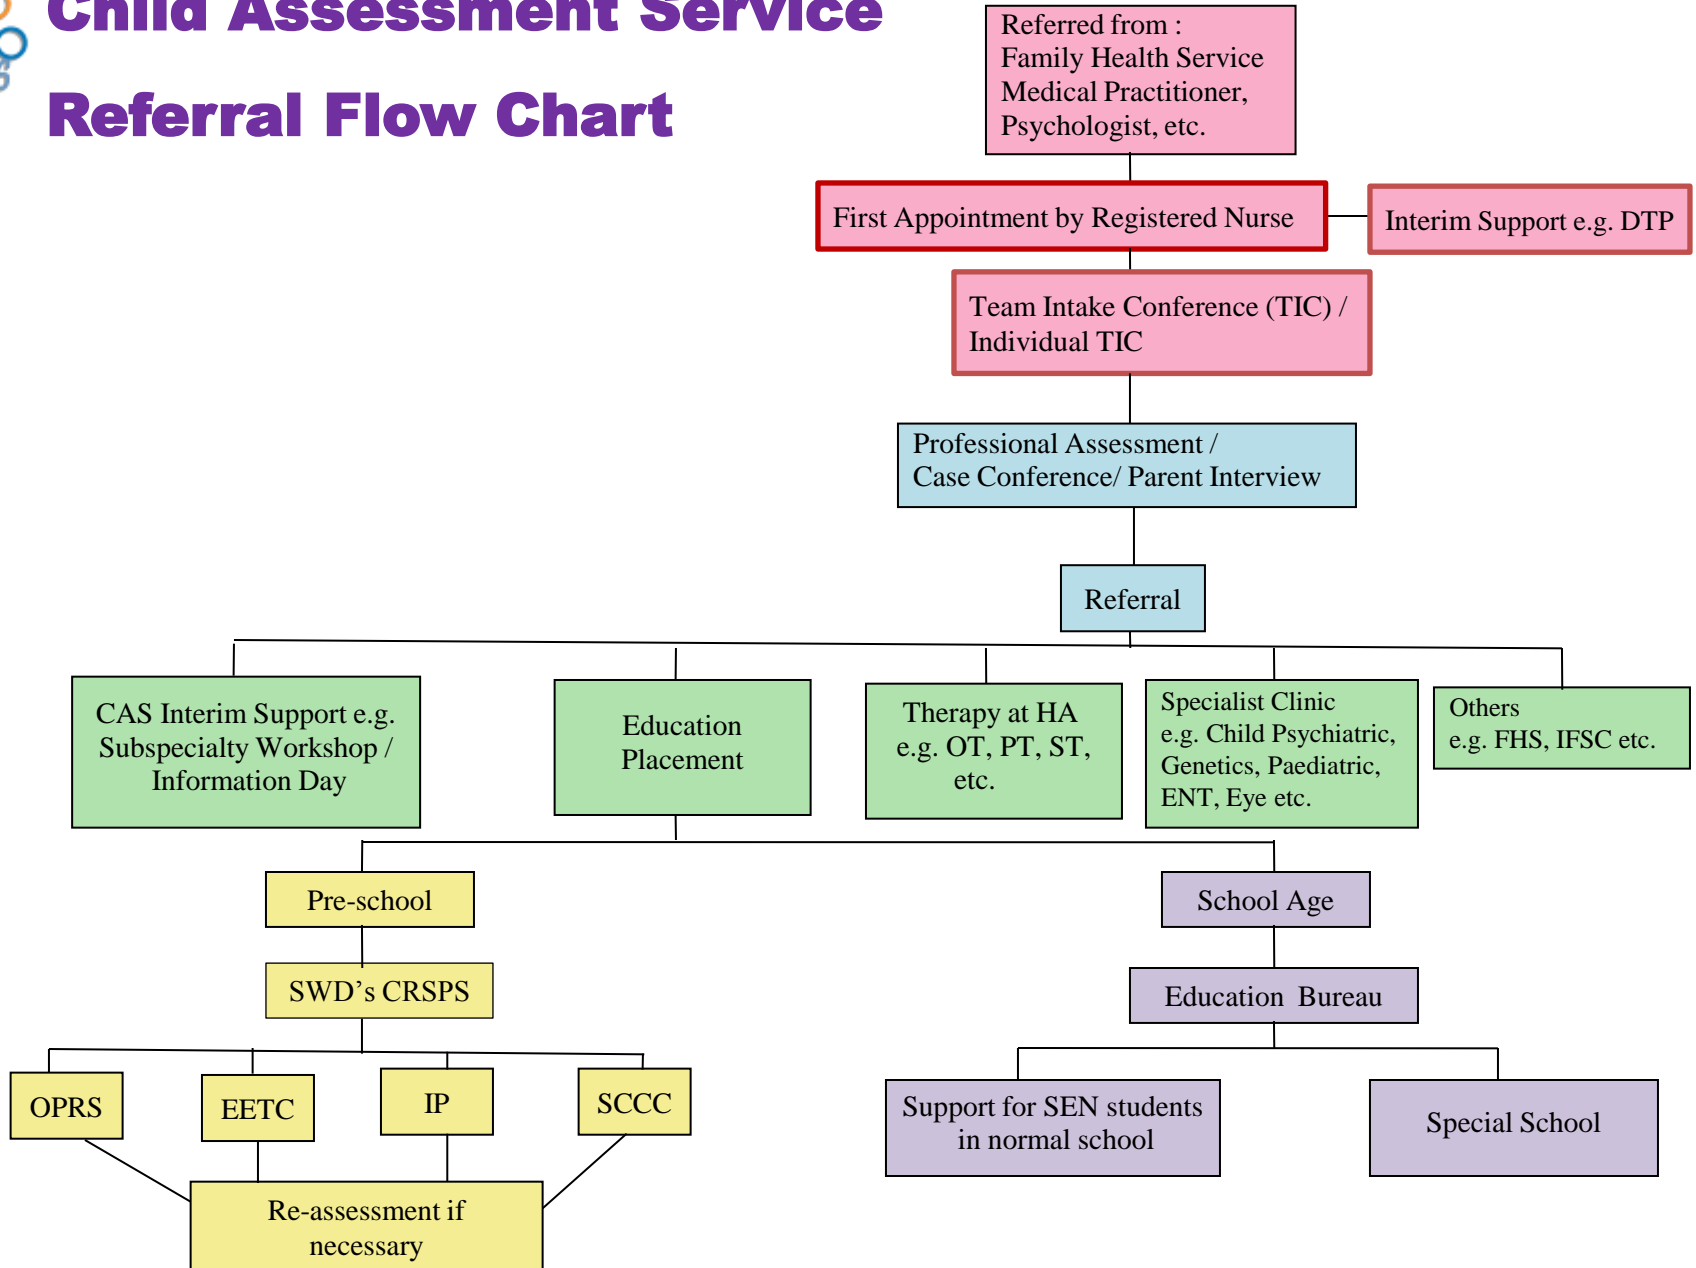 Child Assessment Service
Referral Flow Chart
Referred from :
Family Health Service
Medical Practitioner,
Psychologist, etc.
First Appointment by Registered Nurse
Interim Support e.g. DTP
Team Intake Conference (TIC) /
Individual TIC
Professional Assessment /
Case Conference/ Parent Interview
Referral
CAS Interim Support e.g.
Subspecialty Workshop /
Information Day
Education
Placement
Therapy at HA
e.g. OT, PT, ST,
etc.
Specialist Clinic
e.g. Child Psychiatric,
Genetics, Paediatric,
ENT, Eye etc.
Others
e.g. FHS, IFSC etc.
Pre-school
School Age
SWD’s CRSPS
Education  Bureau
OPRS
EETC
IP
SCCC
Support for SEN students
in normal school
Special School
Re-assessment if
necessary